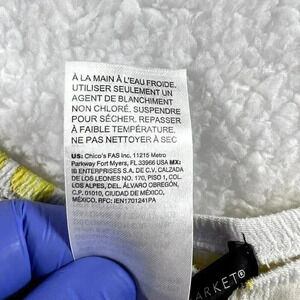 À LA MAIN À L'EAU FROIDE.
UTILISER SEULEMENT UN
AGENT DE BLANCHIMENT
NON CHLORÉ. SUSPENDRE
POUR SÉCHER. REPASSER
À FAIBLE TEMPÉRATURE.
NE PAS NETTOYER À SEC
US: Chico's FAS Inc. 11215 Metro
Parkway Fort Myers, FL 33966 US MX:
IB ENTERPRISES S.A. DE C.V, CALZADA
DE LOS LEONES NO. 170, PISO 1, COL.
LOS ALPES, DEL. ÁLVARO OBREGÓN,
C.P. 01010, CIUDAD DE MÉXICO,
MÉXICO, RFC: IEN1701241PA
ARKET®